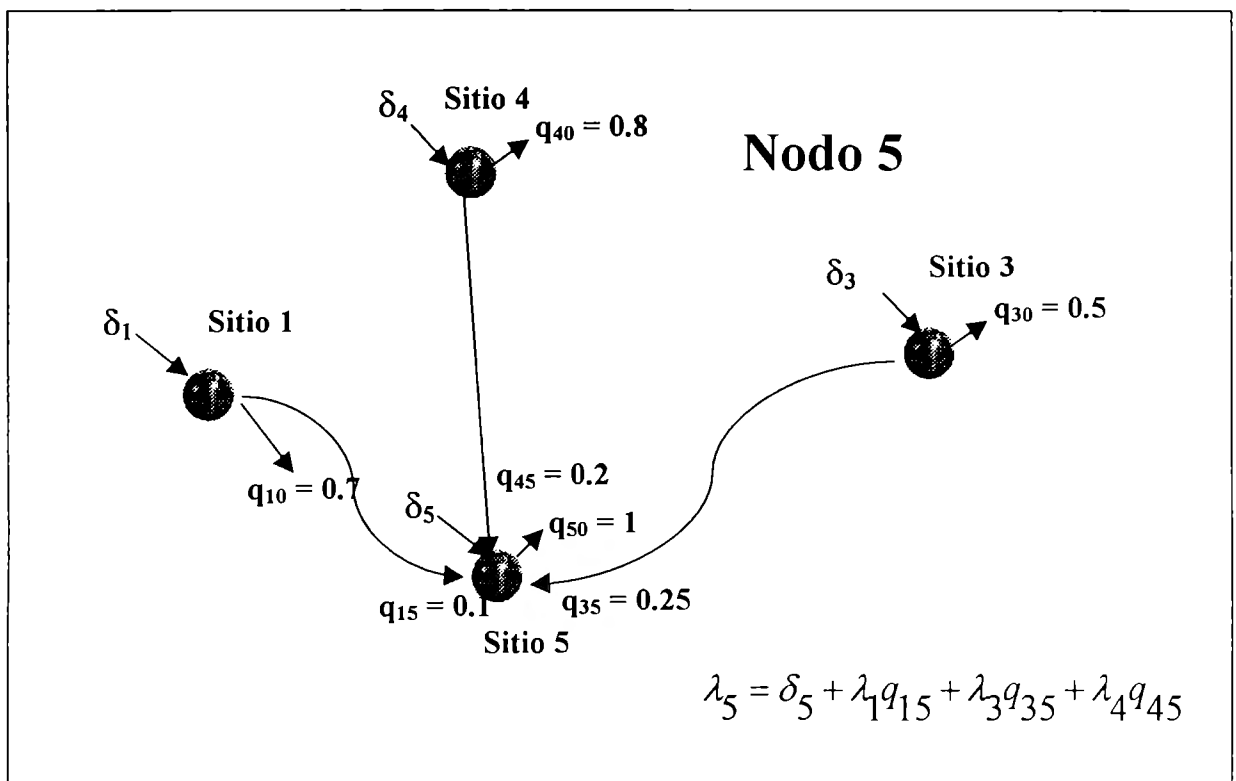 Nodo 5
Sitio 4
δ4
q40 = 0.8
Sitio 3
δ3
q30 = 0.5
Sitio 1
δ1
q10 = 0.7
q45 = 0.2
δ5
q50 = 1
q15 = 0.1
q35 = 0.25
Sitio 5
λ5 = δ5 + λ1q15 + λ3q35 + λ4q45